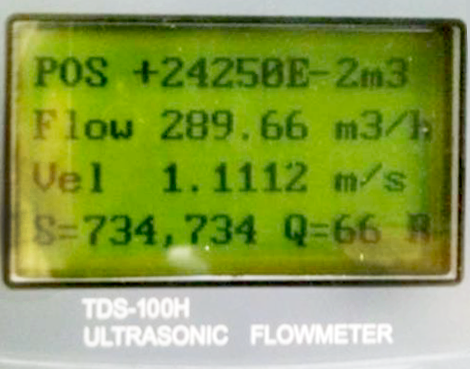 POS +24250E-2m3
Flow 289.66 m3/h
Vel 1.1112 m/s
S=734,734 Q=66 R
TDS-100H
ULTRASONIC FLOWMETER